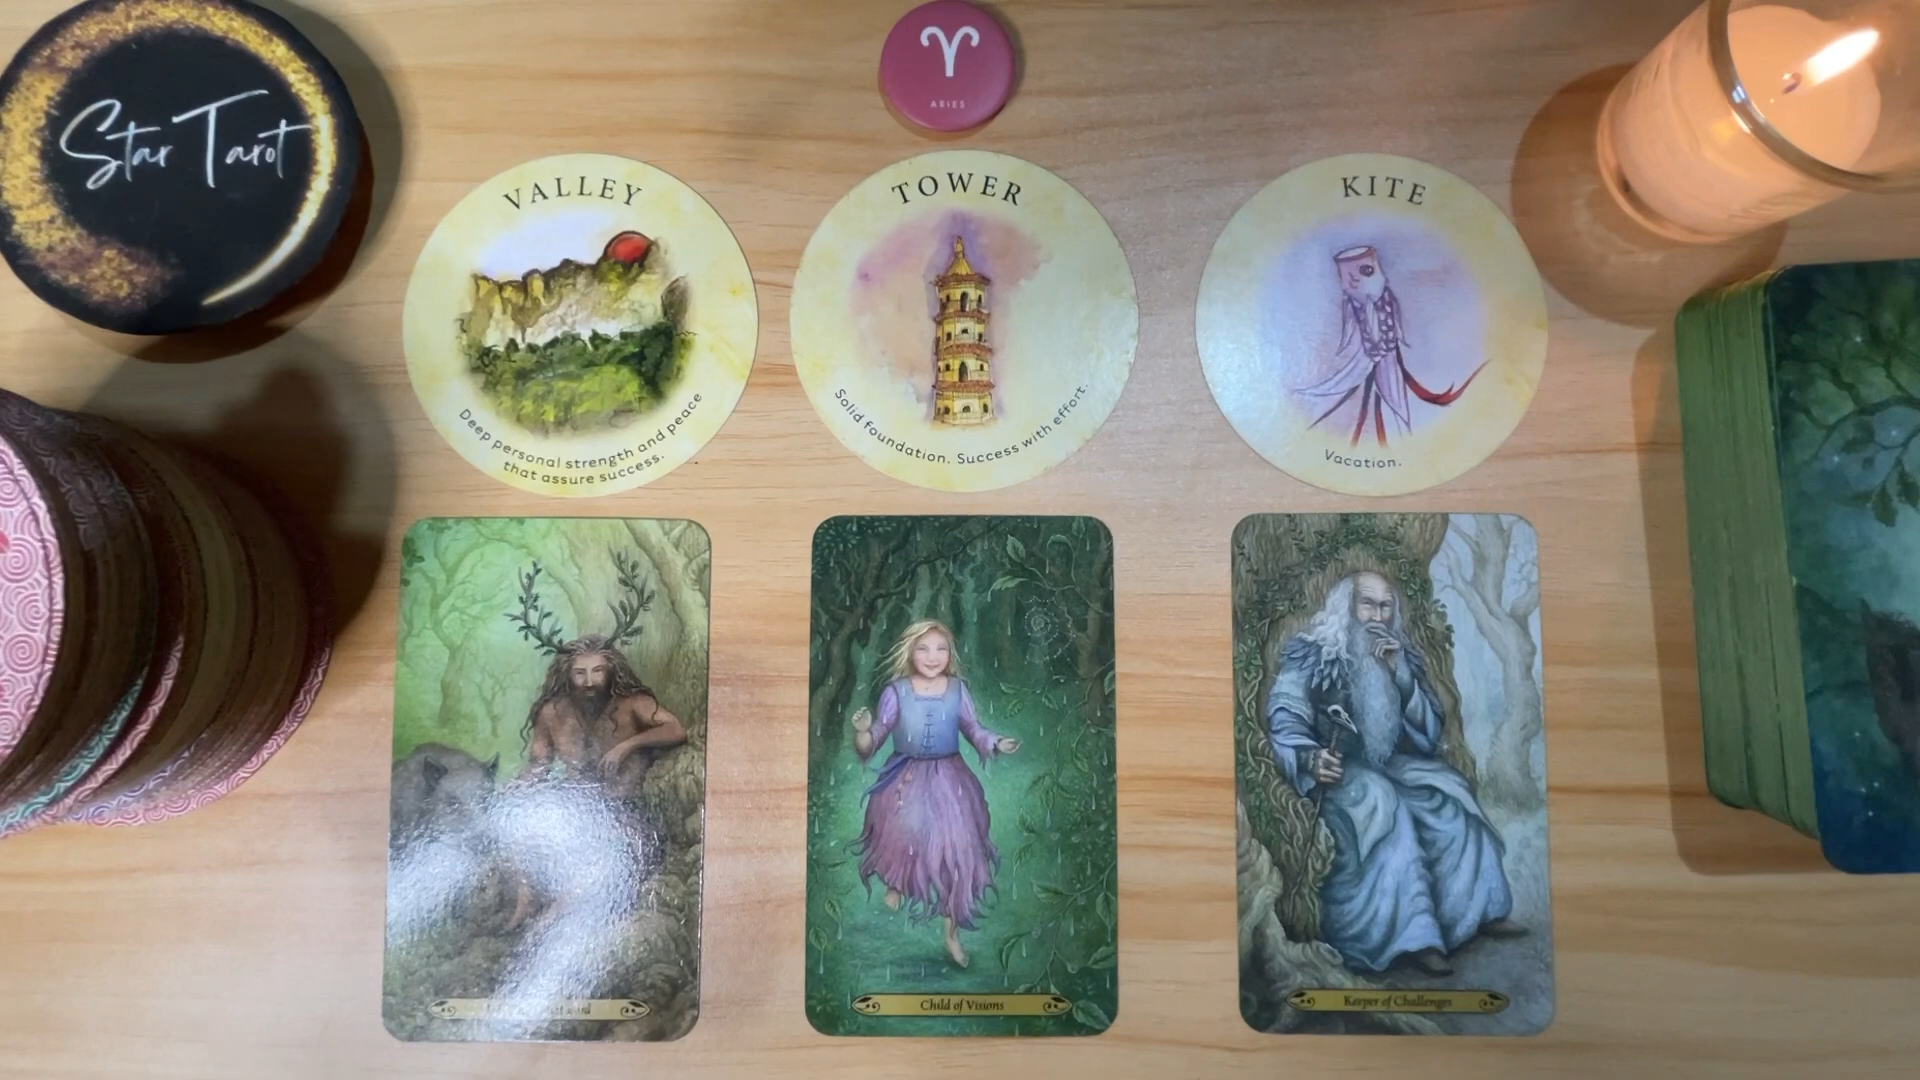 Star Tarot
ARIES
VALLEY
Deep personal strength and peace
that assure success.
TOWER
Solid foundation. Success with effort.
KITE
Vacation.
Child of Visions
Keeper of Challenges